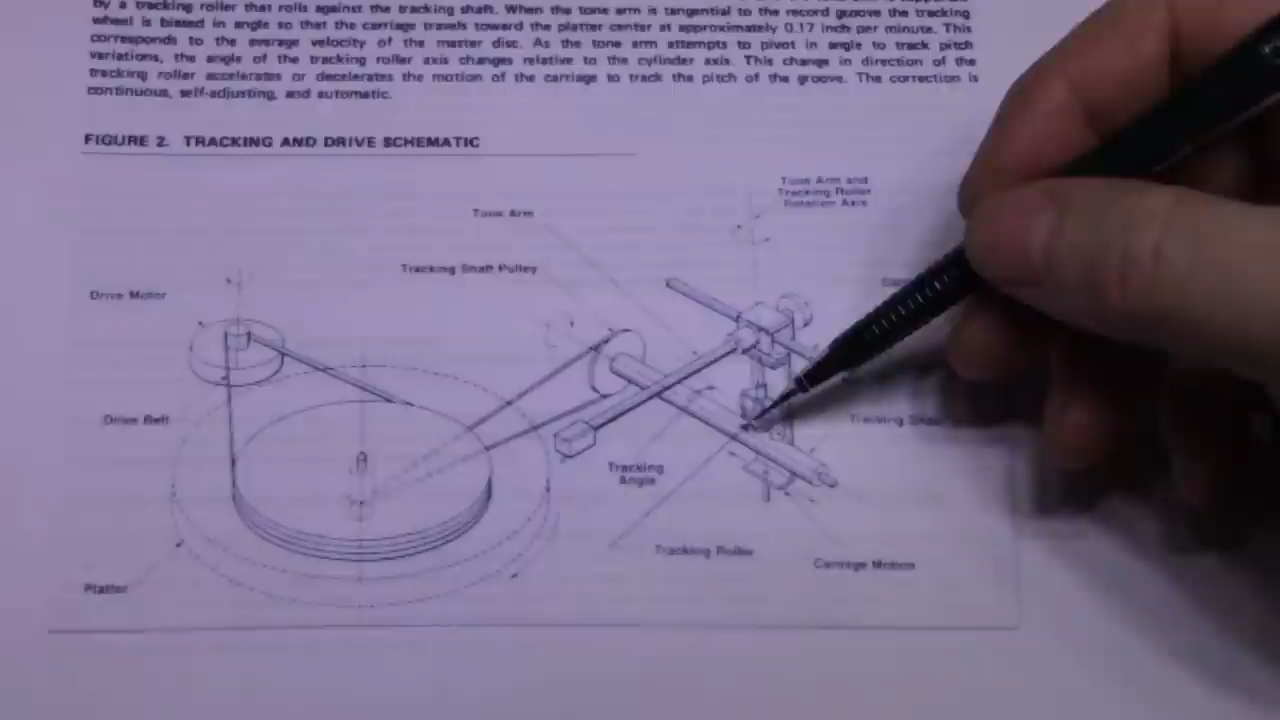 by a tracking roller that rolls against the tracking shaft. When the tone arm is tangential to the record groove the tracking
wheel is biased in angle so that the carriage travels toward the platter center at approximately 0.17 inch per minute. This
corresponds to the average velocity of the master disc. As the tone arm attempts to pivot in angle to track pitch
variations, the angle of the tracking roller axis changes relative to the cylinder axis. This change in direction of the
tracking roller accelerates or decelerates the motion of the carriage to track the pitch of the groove. The correction is
continuous, self-adjusting, and automatic.
FIGURE 2. TRACKING AND DRIVE SCHEMATIC
Tone Arm and
Tracking Roller
Rotation Axis
Tone Arm
Tracking Shaft Pulley
Drive Motor
Drive Belt
Tracking
Tracking
Angle
Tracking Roller
Carriage Motion
Platter